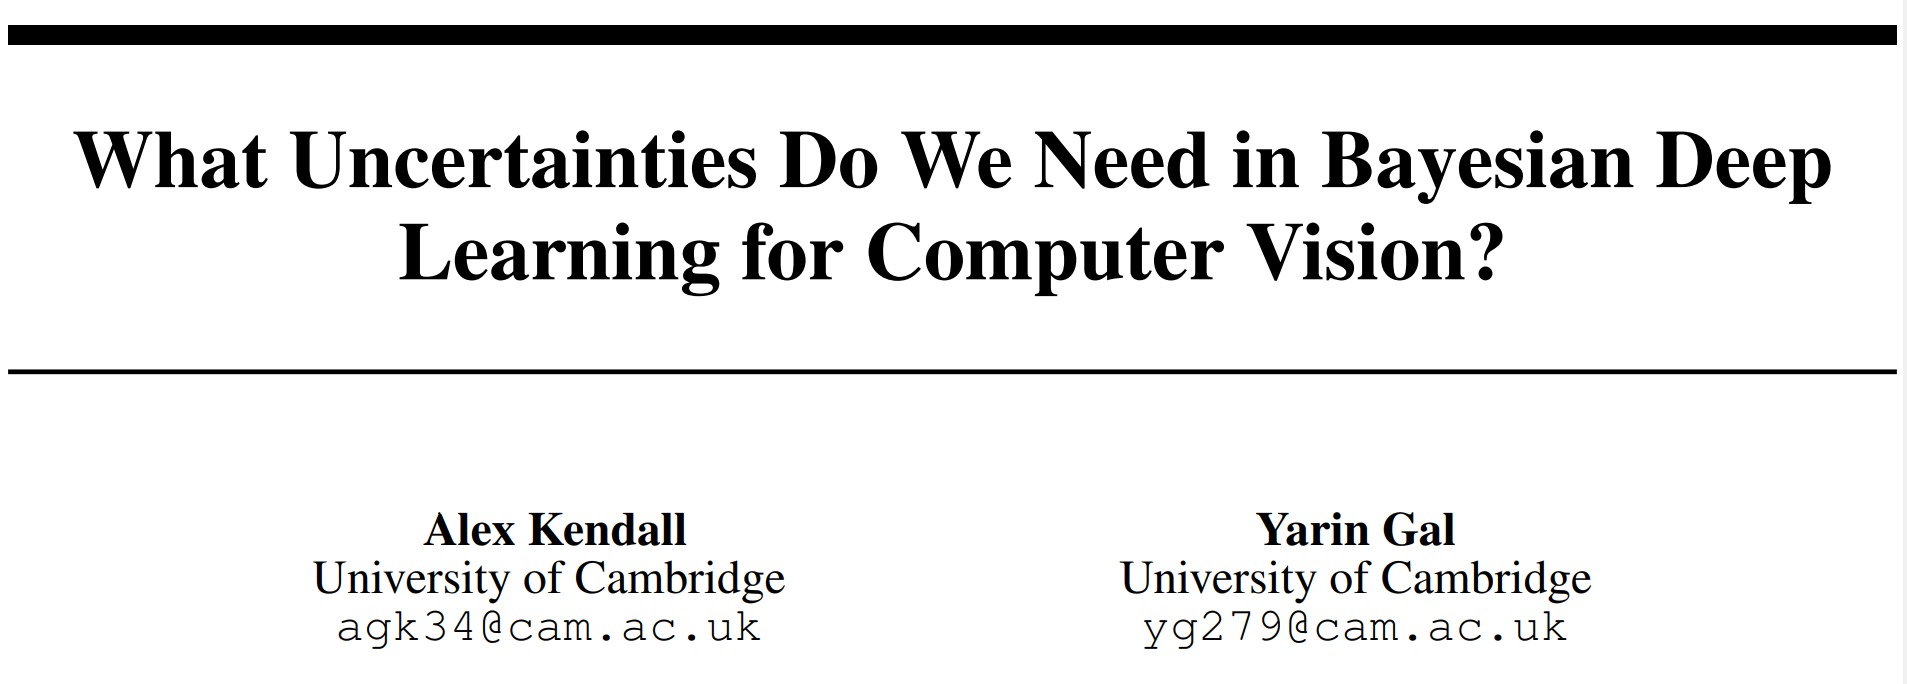 What Uncertainties Do We Need in Bayesian Deep
Learning for Computer Vision?
Alex Kendall
University of Cambridge
agk34@cam.ac.uk
Yarin Gal
University of Cambridge
yg279@cam.ac.uk